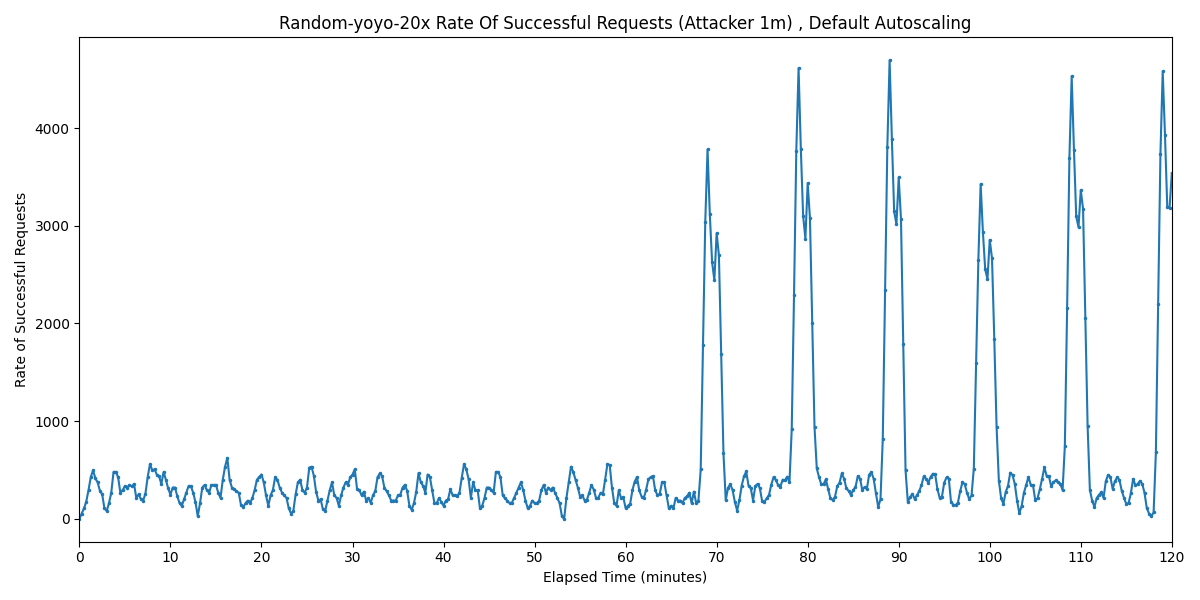 Random-yoyo-20x Rate Of Successful Requests (Attacker 1m) , Default Autoscaling
Rate of Successful Requests
4000
3000
2000
1000
0
0 10 20 30 40 50 60 70 80 90 100 110 120
Elapsed Time (minutes)